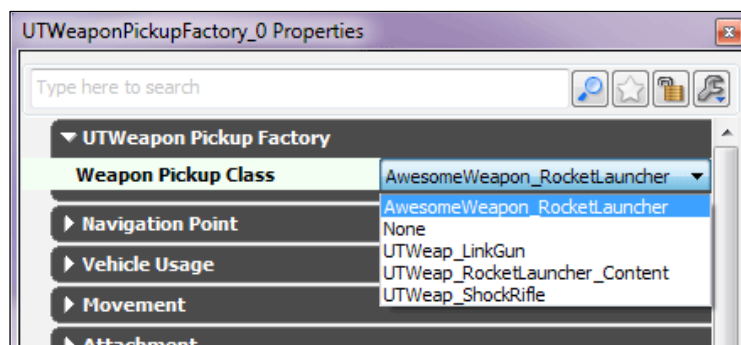 UTWeaponPickupFactory_0 Properties
Type here to search
UTWeapon Pickup Factory
Weapon Pickup Class AwesomeWeapon_RocketLauncher
AwesomeWeapon_RocketLauncher
None
Navigation Point
UTWeap_LinkGun
Vehicle Usage
UTWeap_RocketLauncher_Content
UTWeap_ShockRifle
Movement
Attachment